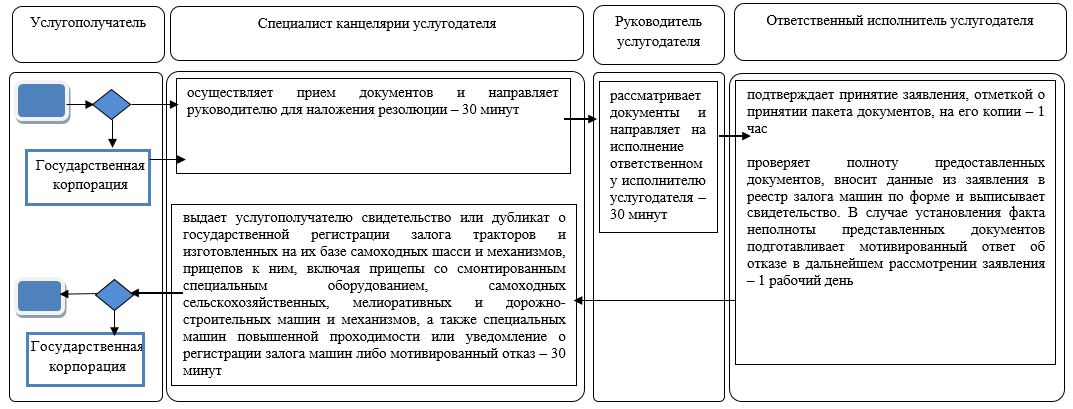 Услугополучатель
Специалист канцелярии услугодателя
Руководитель
услугодателя
Ответственный исполнитель услугодателя
осуществляет прием документов и направляет
руководителю для наложения резолюции – 30 минут
Государственная
корпорация
рассматривает
документы и
направляет на
исполнение
ответственном
у исполнителю
услугодателя –
30 минут
подтверждает принятие заявления, отметкой о
принятии пакета документов, на его копии – 1
час
проверяет полноту предоставленных
документов, вносит данные из заявления в
реестр залога машин по форме и выписывает
свидетельство. В случае установления факта
неполноты представленных документов
подготавливает мотивированный ответ об
отказе в дальнейшем рассмотрении заявления
– 1 рабочий день
выдает услугополучателю свидетельство или дубликат о
государственной регистрации залога тракторов и
изготовленных на их базе самоходных шасси и механизмов,
прицепов к ним, включая прицепы со смонтированным
специальным оборудованием, самоходных
сельскохозяйственных, мелиоративных и дорожно-
строительных машин и механизмов, а также специальных
машин повышенной проходимости или уведомление о
регистрации залога машин либо мотивированный отказ – 30
минут
Государственная
корпорация